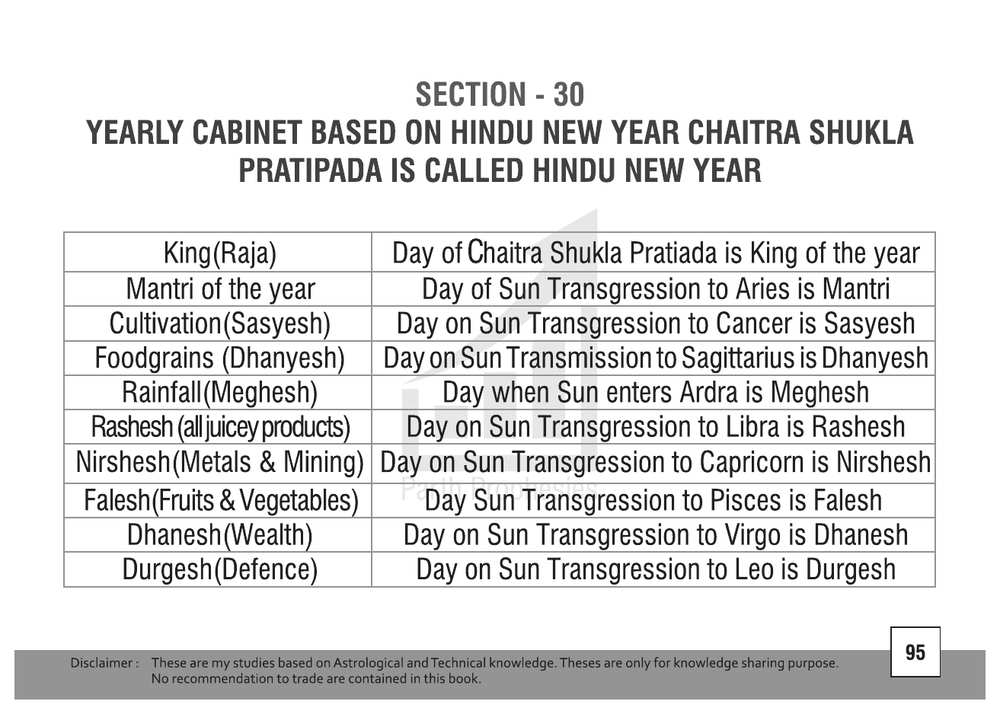 SECTION - 30
YEARLY CABINET BASED ON HINDU NEW YEAR CHAITRA SHUKLA
PRATIPADA IS CALLED HINDU NEW YEAR
King(Raja) Day of Chaitra Shukla Pratiada is King of the year
Mantri of the year Day of Sun Transgression to Aries is Mantri
Cultivation(Sasyesh) Day on Sun Transgression to Cancer is Sasyesh
Foodgrains (Dhanyesh) Day on Sun Transmission to Sagittarius is Dhanyesh
Rainfall(Meghesh) Day when Sun enters Ardra is Meghesh
Rashesh (all juicey products) Day on Sun Transgression to Libra is Rashesh
Nirshesh(Metals & Mining) Day on Sun Transgression to Capricorn is Nirshesh
Falesh(Fruits & Vegetables) Day Sun Transgression to Pisces is Falesh
Dhanesh(Wealth) Day on Sun Transgression to Virgo is Dhanesh
Durgesh(Defence) Day on Sun Transgression to Leo is Durgesh
Disclaimer : These are my studies based on Astrological and Technical knowledge. Theses are only for knowledge sharing purpose.
No recommendation to trade are contained in this book.
95